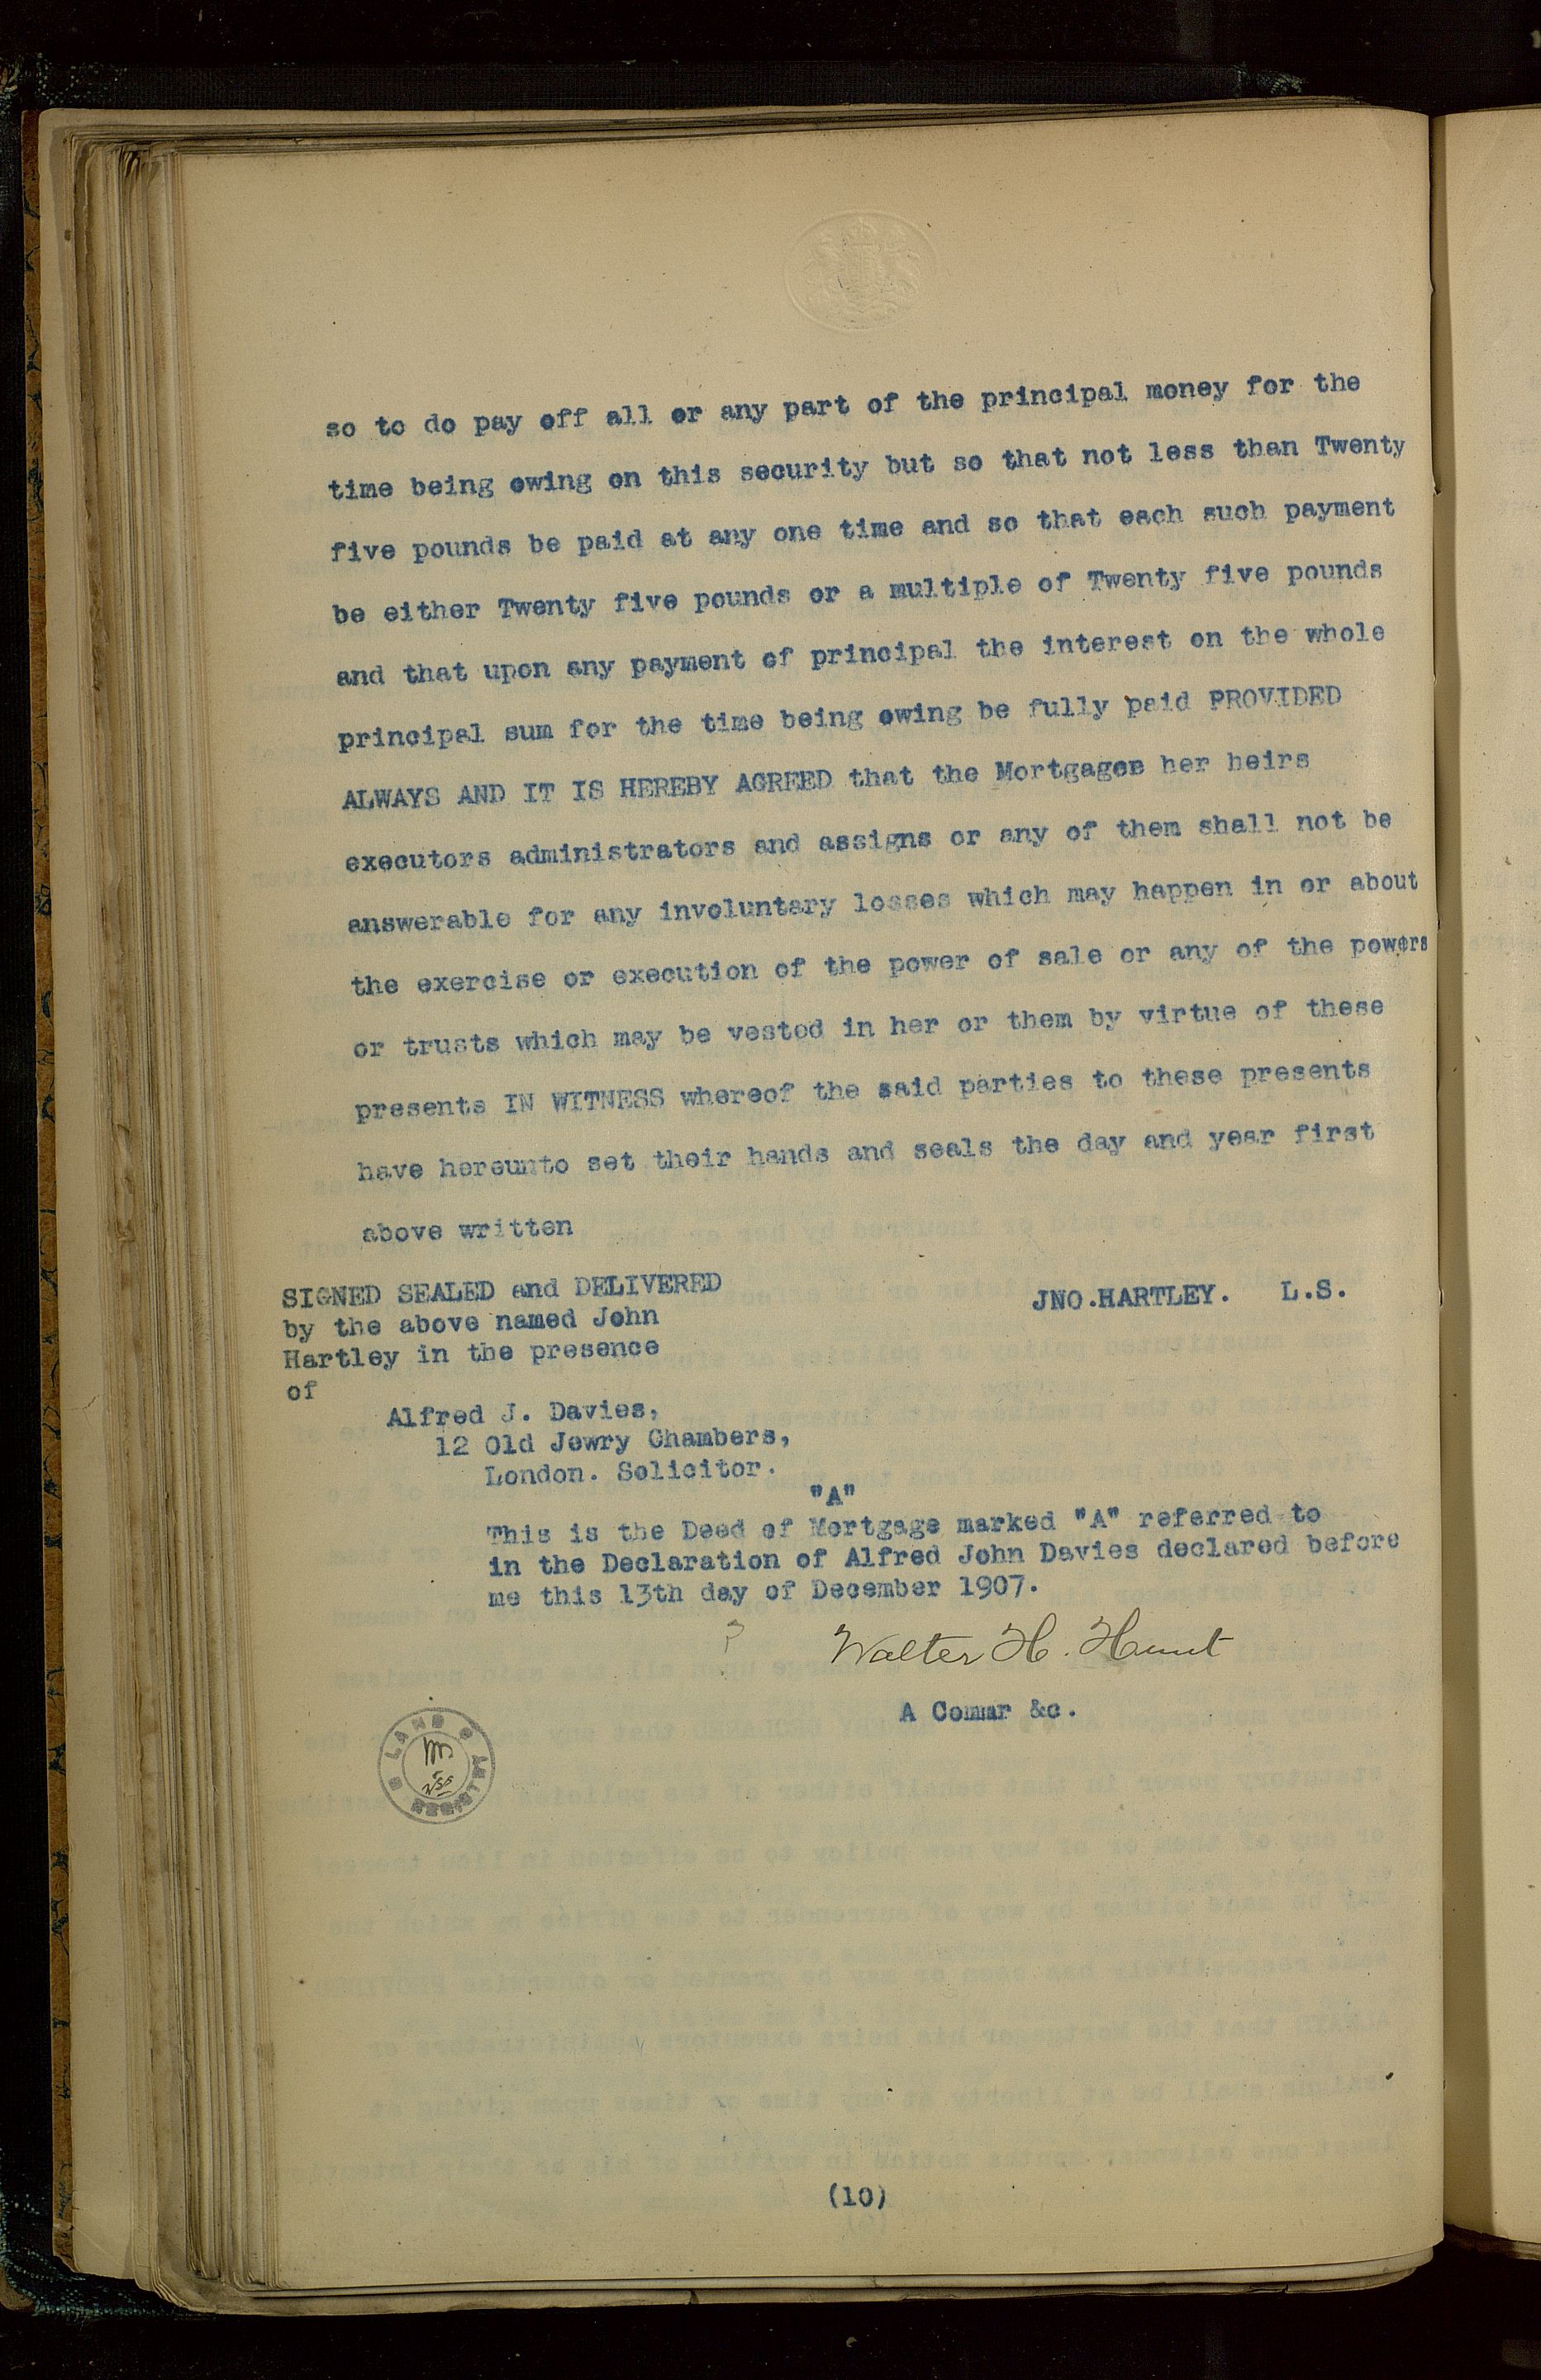 so to do pay off all or any part of the principal money for the
time being owing on this security but so that not less than Twenty
five pounds be paid at any one time and so that each such payment
be either Twenty five pounds or a multiple of Twenty five pounds
and that upon any payment of principal the interest on the whole
principal sum for the time being owing be fully paid PROVIDED
ALWAYS AND IT IS HEREBY AGREED that the Mortgagee her heirs
executors administrators and assigns or any of them shall not be
answerable for any involuntary losses which may happen in or about
the exercise or execution of the power of sale or any of the powers
or trusts which may be vested in her or them by virtue of these
presents IN WITNESS whereof the said parties to these presents
have hereunto set their hands and seals the day and year first
above written
SIGNED SEALED and DELIVERED
by the above named John
Hartley in the presence
of
JNO.HARTLEY. L.S.
Alfred J. Davies,
12 Old Jewry Chambers,
London. Solicitor.
"A"
This is the Deed of Mortgage marked "A" referred to
in the Declaration of Alfred John Davies declared before
me this 13th day of December 1907.
Walter H. Hunt
A Commr &c.
LAND
(10)